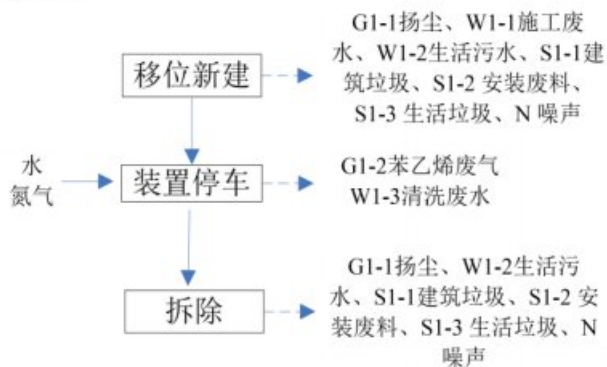 G1-1扬尘、W1-1施工废
水、W1-2生活污水、S1-1建
筑垃圾、S1-2 安装废料、
S1-3 生活垃圾、N 噪声
移位新建
水
氮气
装置停车
G1-2苯乙烯废气
W1-3清洗废水
G1-1扬尘、W1-2生活污
水、S1-1建筑垃圾、S1-2 安
装废料、S1-3 生活垃圾、N
噪声
拆除